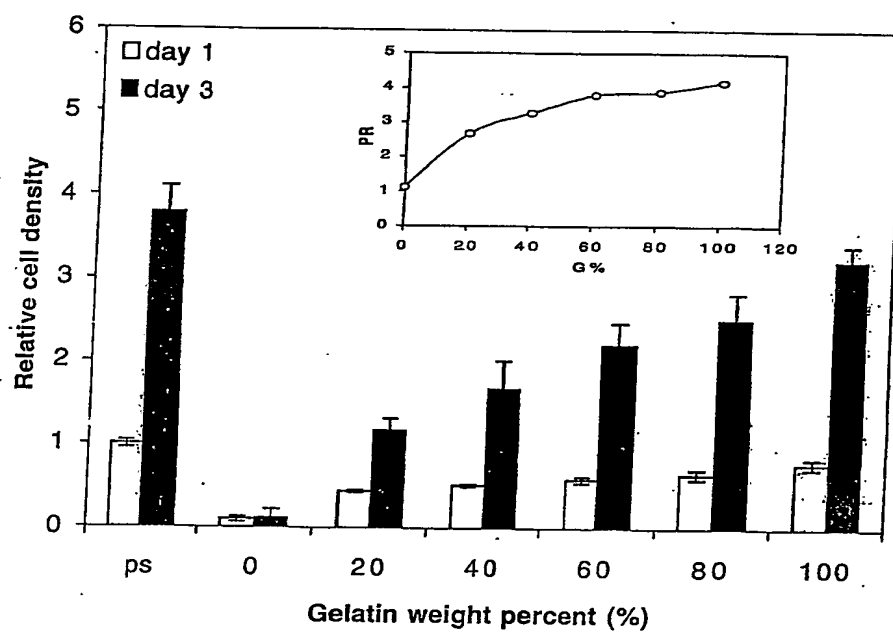 6
5
4
3
2
1
0
Relative cell density
day 1
day 3
5
4
3
2
1
0
PR
0 20 40 60 80 100 120
G%
ps 0 20 40 60 80 100
Gelatin weight percent (%)